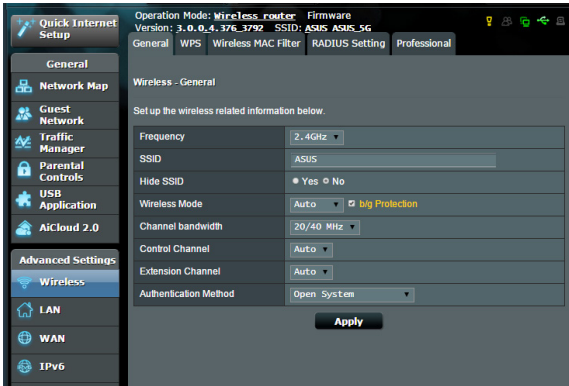 Quick Internet
Setup
Operation Mode: Wireless router Firmware
Version: 3.0.0.4.376_3792 SSID: ASUS ASUS_5G
General WPS Wireless MAC Filter RADIUS Setting Professional
General
Network Map
Guest
Network
Traffic
Manager
Parental
Controls
USB
Application
AiCloud 2.0
Advanced Settings
Wireless
LAN
WAN
IPv6
Wireless - General
Set up the wireless related information below.
Frequency 2.4GHz
SSID ASUS
Hide SSID Yes No
Wireless Mode Auto b/g Protection
Channel bandwidth 20/40 MHz
Control Channel Auto
Extension Channel Auto
Authentication Method Open System
Apply